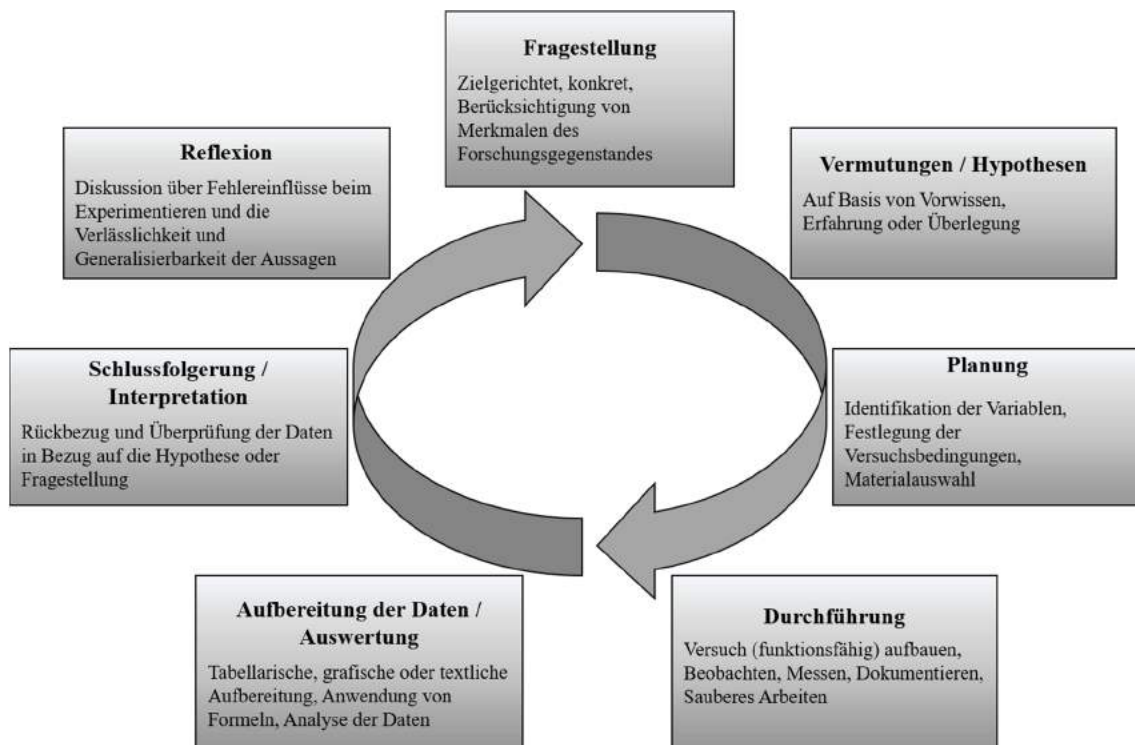 Fragestellung
Zielgerichtet, konkret,
Berücksichtigung von
Merkmalen des
Forschungsgegenstandes
Vermutungen / Hypothesen
Auf Basis von Vorwissen,
Erfahrung oder Überlegung
Planung
Identifikation der Variablen,
Festlegung der
Versuchsbedingungen,
Materialauswahl
Durchführung
Versuch (funktionsfähig) aufbauen,
Beobachten, Messen, Dokumentieren,
Sauberes Arbeiten
Aufbereitung der Daten /
Auswertung
Tabellarische, grafische oder textliche
Aufbereitung, Anwendung von
Formeln, Analyse der Daten
Schlussfolgerung /
Interpretation
Rückbezug und Überprüfung der Daten
in Bezug auf die Hypothese oder
Fragestellung
Reflexion
Diskussion über Fehlereinflüsse beim
Experimentieren und die
Verlässlichkeit und
Generalisierbarkeit der Aussagen